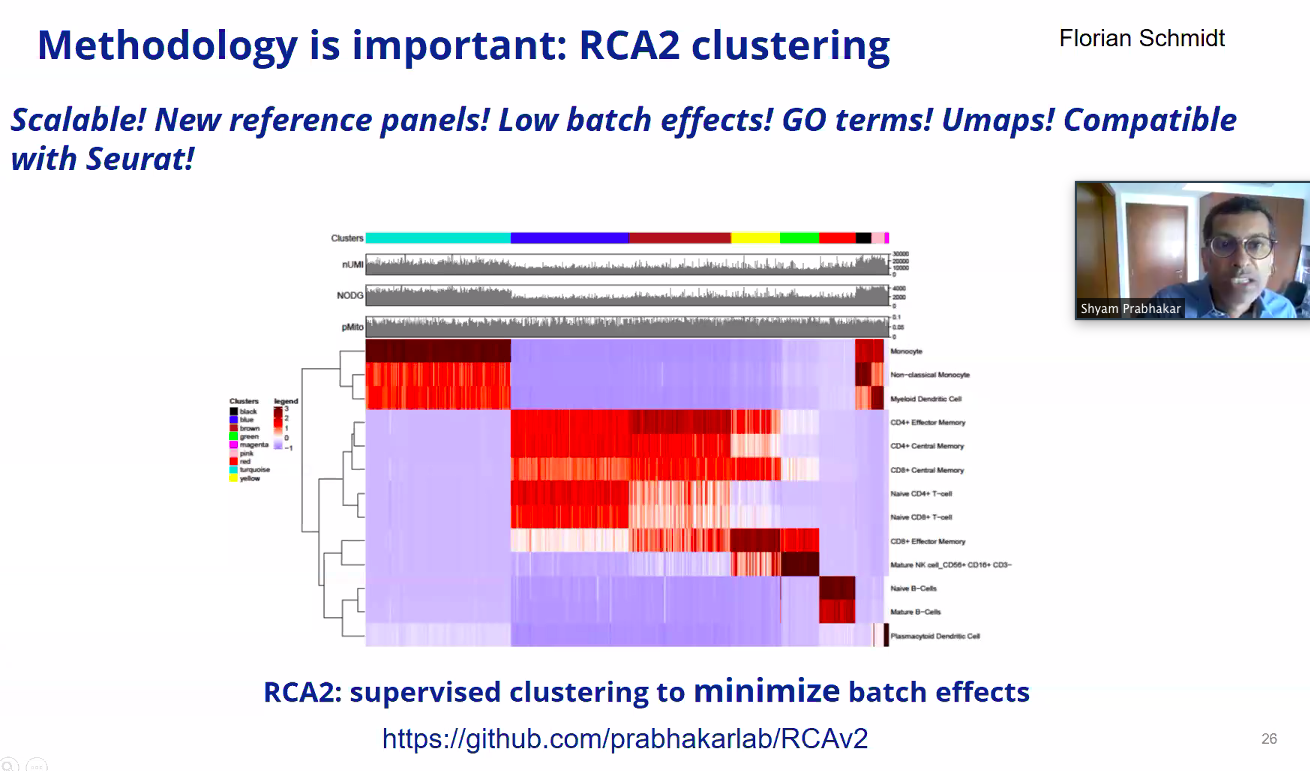 Methodology is important: RCA2 clustering
Florian Schmidt
Scalable! New reference panels! Low batch effects! GO terms! Umaps! Compatible
with Seurat!
Shyam Prabhakar
Clusters
nUMI
30000
20000
10000
0
NODG
4000
2000
0
pMito
0.1
0.05
0
Monocyte
Non-classical Monocyte
Myeloid Dendritic Cell
CD4+ Effector Memory
CD4+ Central Memory
CD8+ Central Memory
Naive CD4+ T-cell
Naive CD8+ T-cell
CD8+ Effector Memory
Mature NK cell_CD56+ CD16+ CD3-
Naive B-Cells
Mature B-Cells
Plasmacytoid Dendritic Cell
Clusters
black
blue
brown
green
magenta
pink
red
turquoise
yellow
legend
3
2
1
0
-1
RCA2: supervised clustering to minimize batch effects
https://github.com/prabhakarlab/RCAv2
26